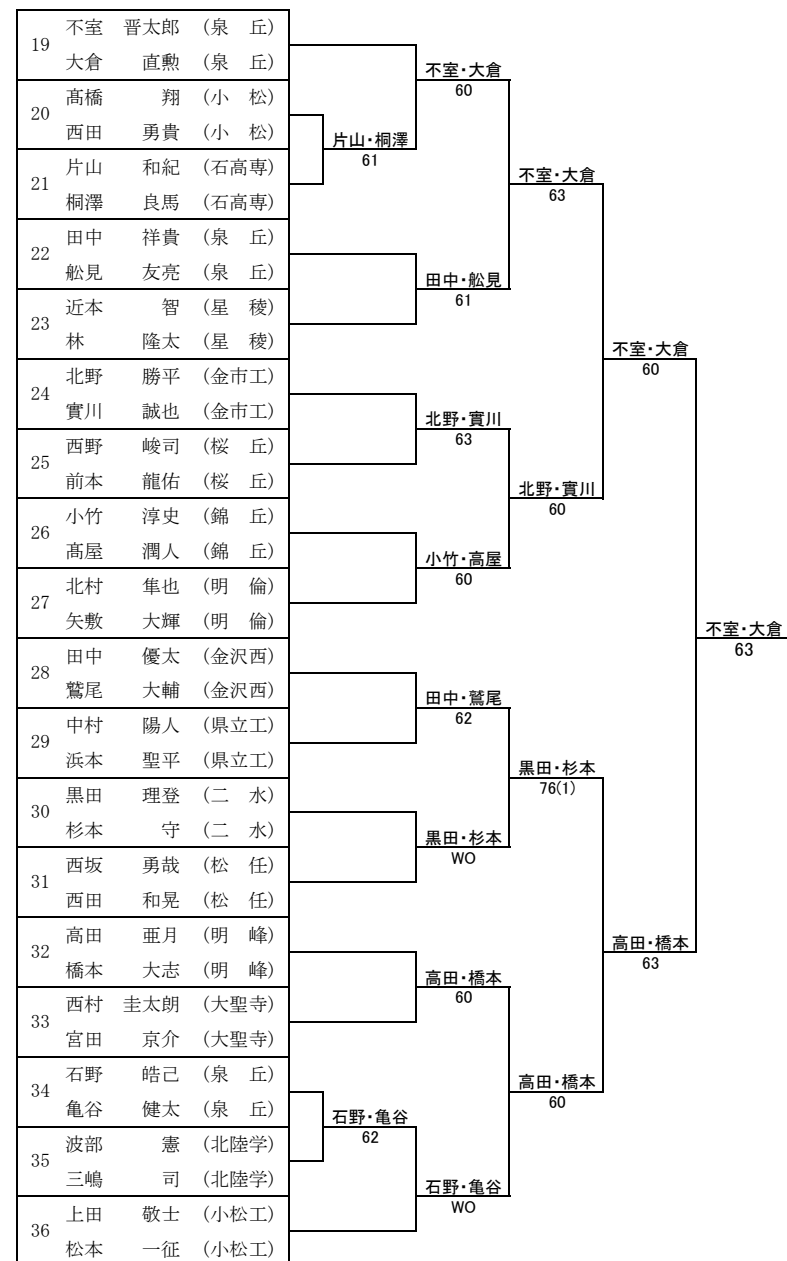 19 不室 晋太郎 (泉 丘)
大倉 直勲 (泉 丘)
20 髙橋 翔 (小 松)
西田 勇貴 (小 松)
21 片山 和紀 (石高専)
桐澤 良馬 (石高専)
22 田中 祥貴 (泉 丘)
舩見 友亮 (泉 丘)
23 近本 智 (星 稜)
林 隆太 (星 稜)
24 北野 勝平 (金市工)
實川 誠也 (金市工)
25 西野 峻司 (桜 丘)
前本 龍佑 (桜 丘)
26 小竹 淳史 (錦 丘)
髙屋 潤人 (錦 丘)
27 北村 隼也 (明 倫)
矢敷 大輝 (明 倫)
28 田中 優太 (金沢西)
鷲尾 大輔 (金沢西)
29 中村 陽人 (県立工)
浜本 聖平 (県立工)
30 黒田 理登 (二 水)
杉本 守 (二 水)
31 西坂 勇哉 (松 任)
西田 和晃 (松 任)
32 高田 亜月 (明 峰)
橋本 大志 (明 峰)
33 西村 圭太朗 (大聖寺)
宮田 京介 (大聖寺)
34 石野 皓己 (泉 丘)
亀谷 健太 (泉 丘)
35 波部 憲 (北陸学)
三嶋 司 (北陸学)
36 上田 敬士 (小松工)
松本 一征 (小松工)
片山・桐澤
61
石野・亀谷
62
不室・大倉
60
田中・舩見
61
北野・實川
63
小竹・高屋
60
田中・鷲尾
62
黒田・杉本
WO
高田・橋本
60
石野・亀谷
WO
不室・大倉
63
北野・實川
60
黒田・杉本
76(1)
高田・橋本
60
不室・大倉
60
高田・橋本
63
不室・大倉
63